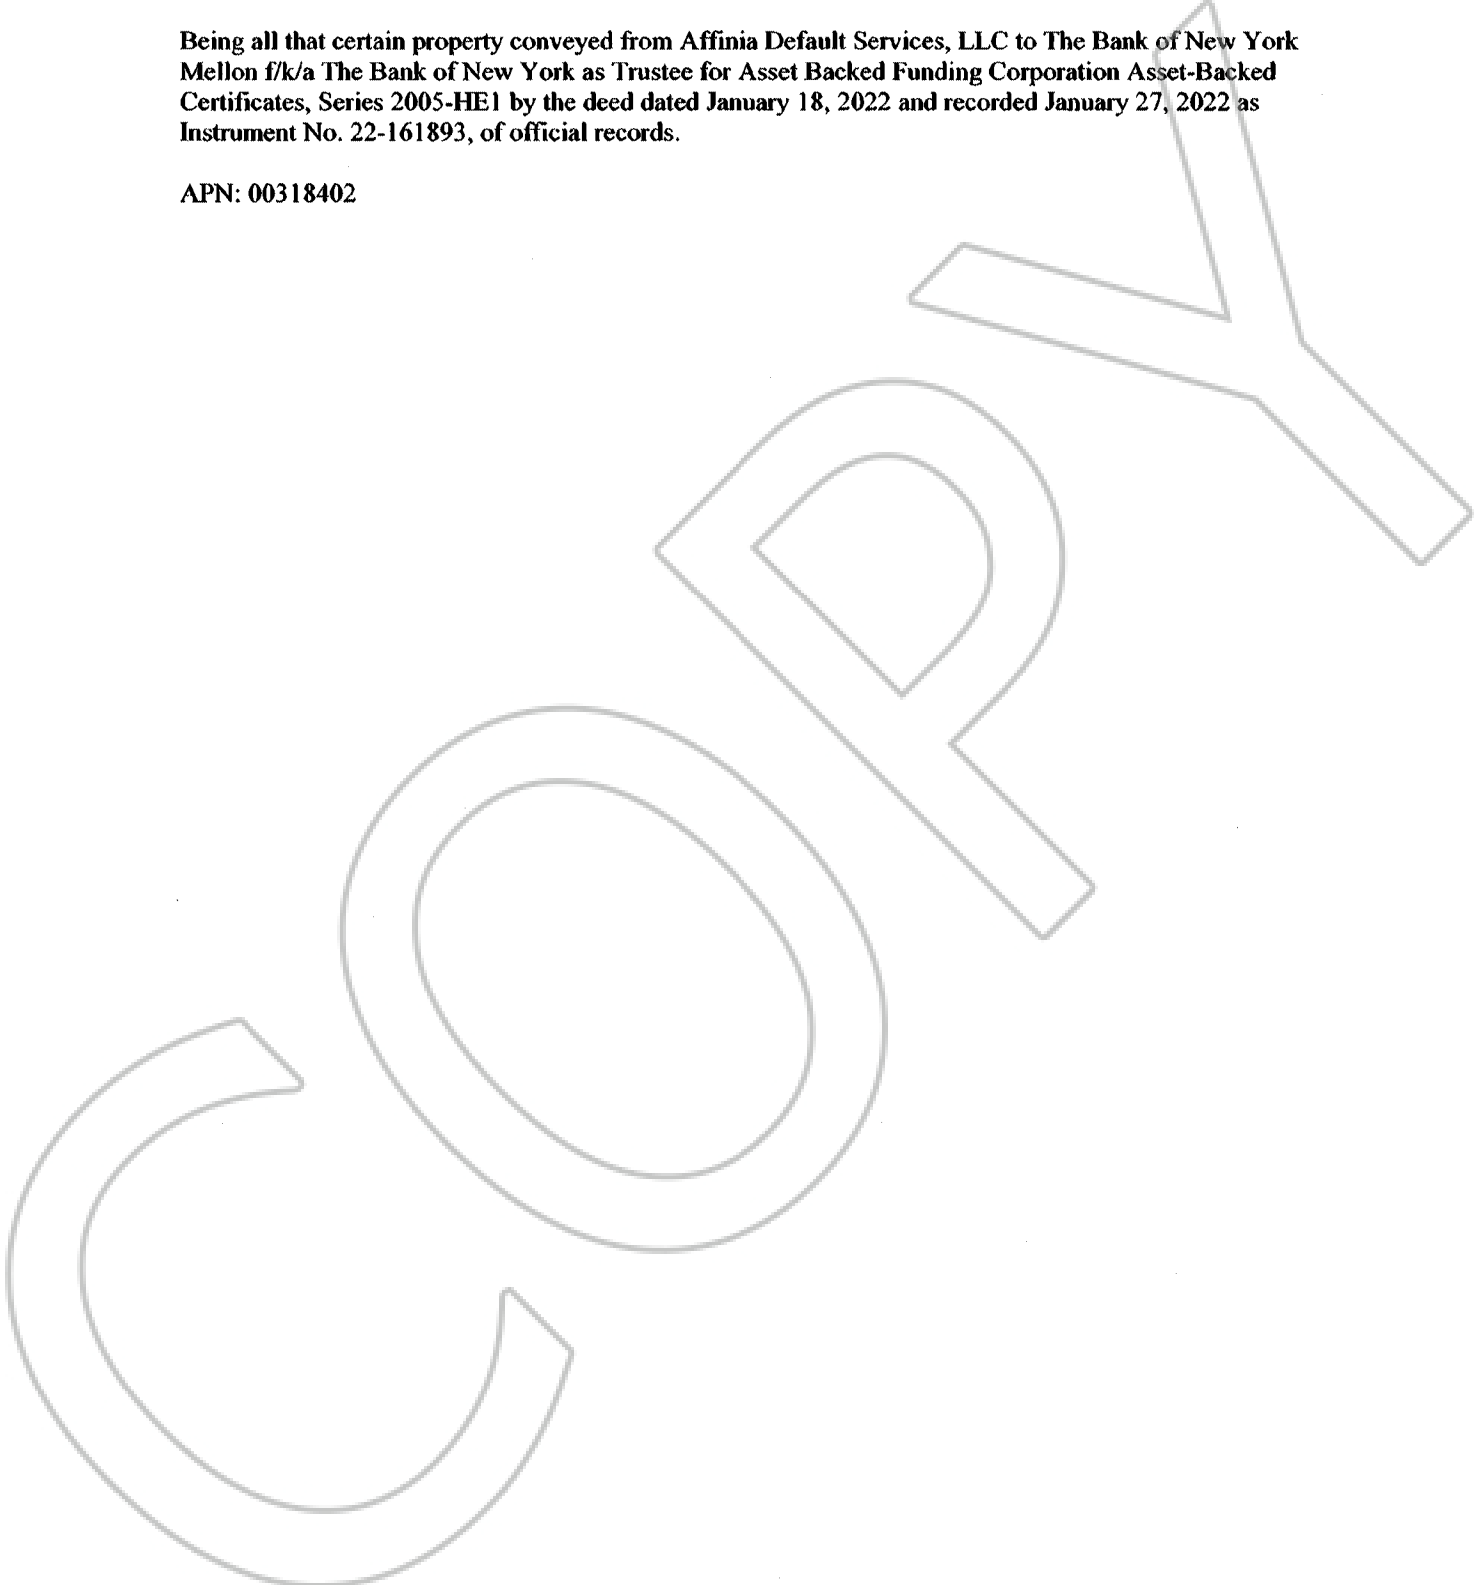 Being all that certain property conveyed from Affinia Default Services, LLC to The Bank of New York
Mellon f/k/a The Bank of New York as Trustee for Asset Backed Funding Corporation Asset-Backed
Certificates, Series 2005-HE1 by the deed dated January 18, 2022 and recorded January 27, 2022 as
Instrument No. 22-161893, of official records.
APN: 00318402
COPY